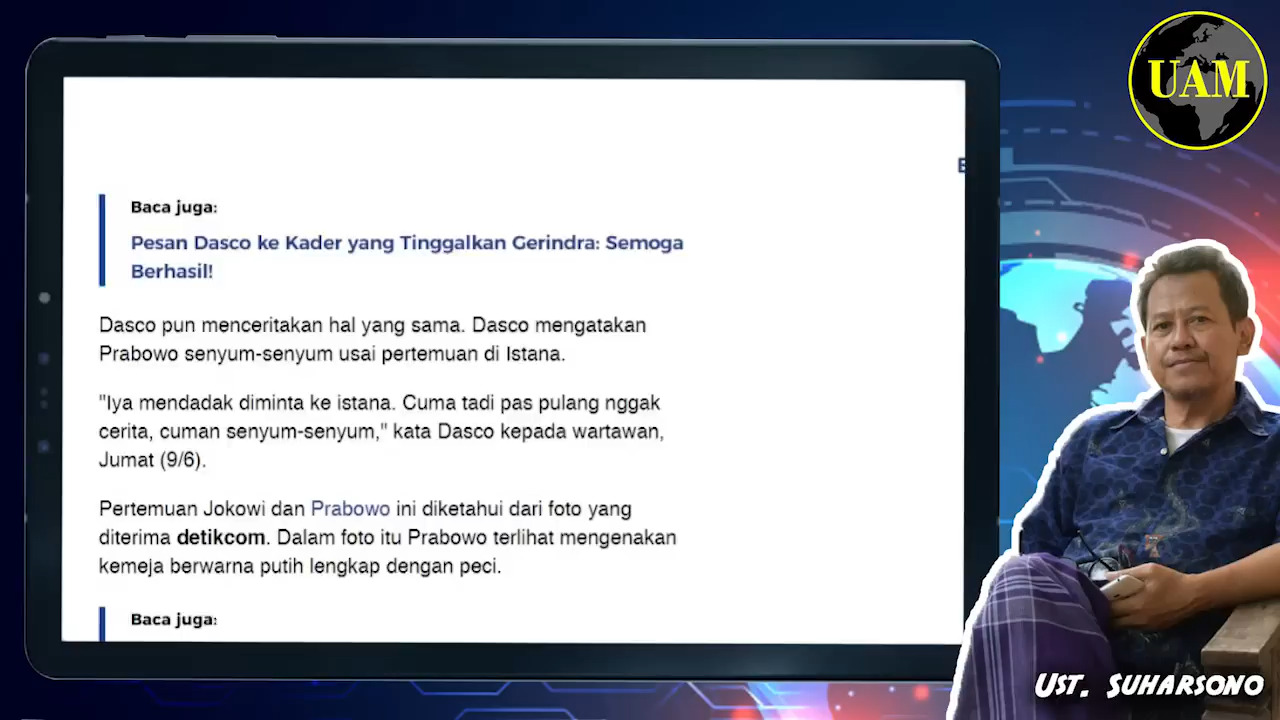 UAM
Baca juga:
Pesan Dasco ke Kader yang Tinggalkan Gerindra: Semoga
Berhasil!
Dasco pun menceritakan hal yang sama. Dasco mengatakan
Prabowo senyum-senyum usai pertemuan di Istana.
"Iya mendadak diminta ke istana. Cuma tadi pas pulang nggak
cerita, cuman senyum-senyum," kata Dasco kepada wartawan,
Jumat (9/6).
Pertemuan Jokowi dan Prabowo ini diketahui dari foto yang
diterima detikcom. Dalam foto itu Prabowo terlihat mengenakan
kemeja berwarna putih lengkap dengan peci.
Baca juga:
Ust. Suharsono